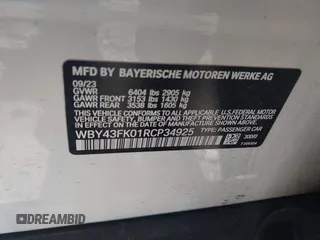 MFD BY BAYERISCHE MOTOREN WERKE AG
09/23
GVWR 6404 lbs 2905 kg
GAWR FRONT 3153 lbs 1430 kg
GAWR REAR 3538 lbs 1605 kg
THIS VEHICLE CONFORMS TO ALL APPLICABLE U.S. FEDERAL MOTOR VEHICLE
SAFETY, BUMPER AND THEFT PREVENTION STANDARDS IN
EFFECT ON THE DATE OF MANUFACTURE SHOWN ABOVE.
WBY43FK01RCP34925 TYPE: PASSENGER CAR
DREAMBID